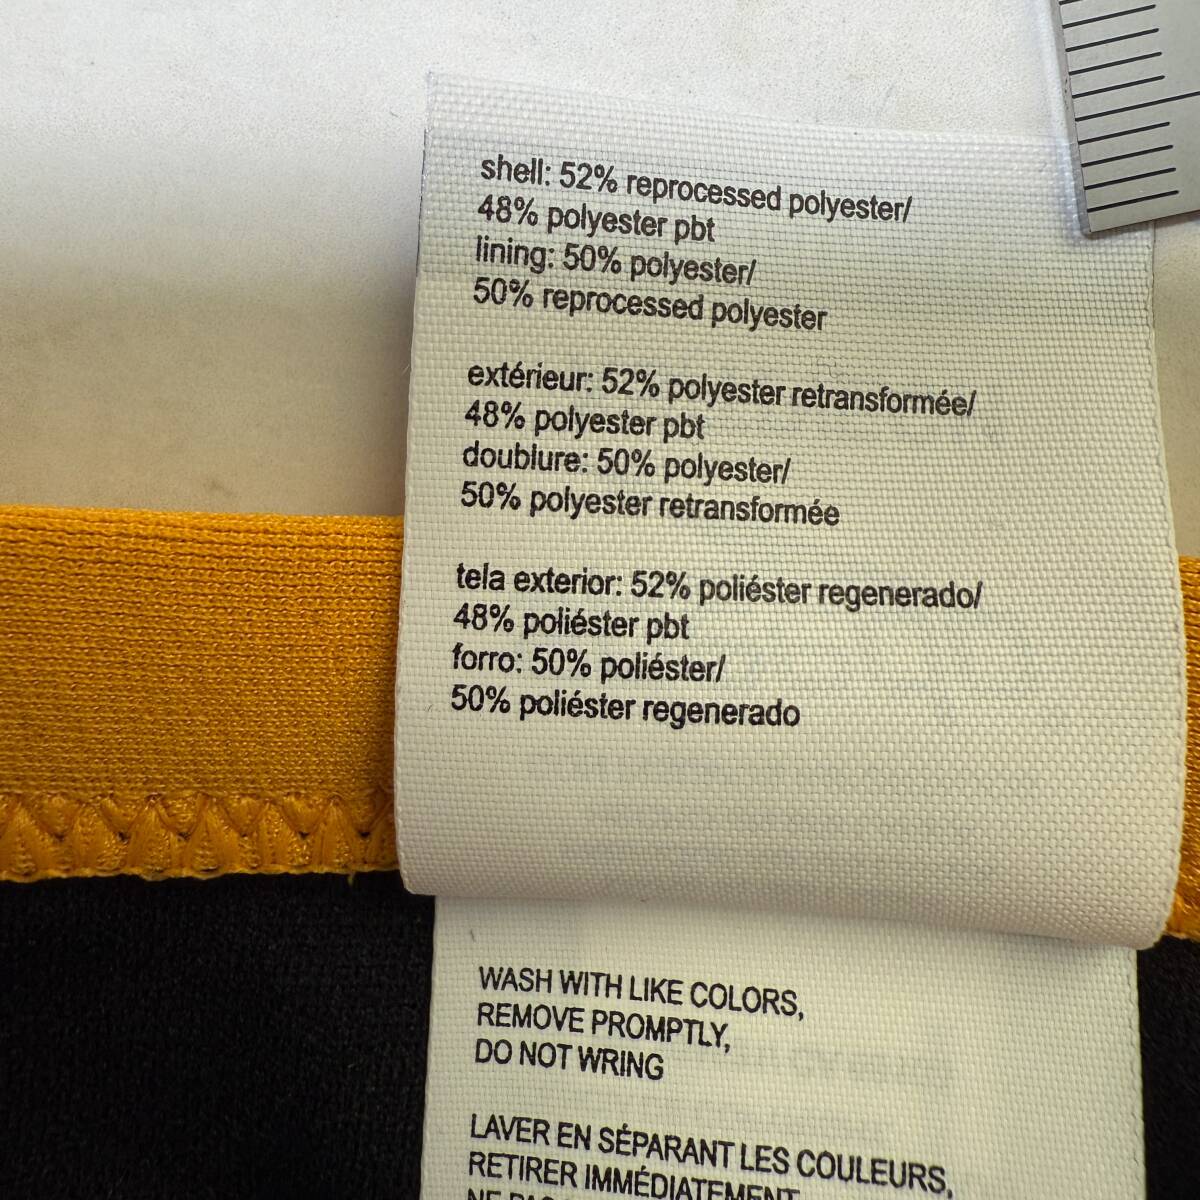 shell: 52% reprocessed polyester/
48% polyester pbt
lining: 50% polyester/
50% reprocessed polyester
extérieur: 52% polyester retransformée/
48% polyester pbt
doublure: 50% polyester/
50% polyester retransformée
tela exterior: 52% poliéster regenerado/
48% poliéster pbt
forro: 50% poliéster/
50% poliéster regenerado
WASH WITH LIKE COLORS,
REMOVE PROMPTLY,
DO NOT WRING
LAVER EN SÉPARANT LES COULEURS,
RETIRER IMMÉDIATEMENT
NE PAS